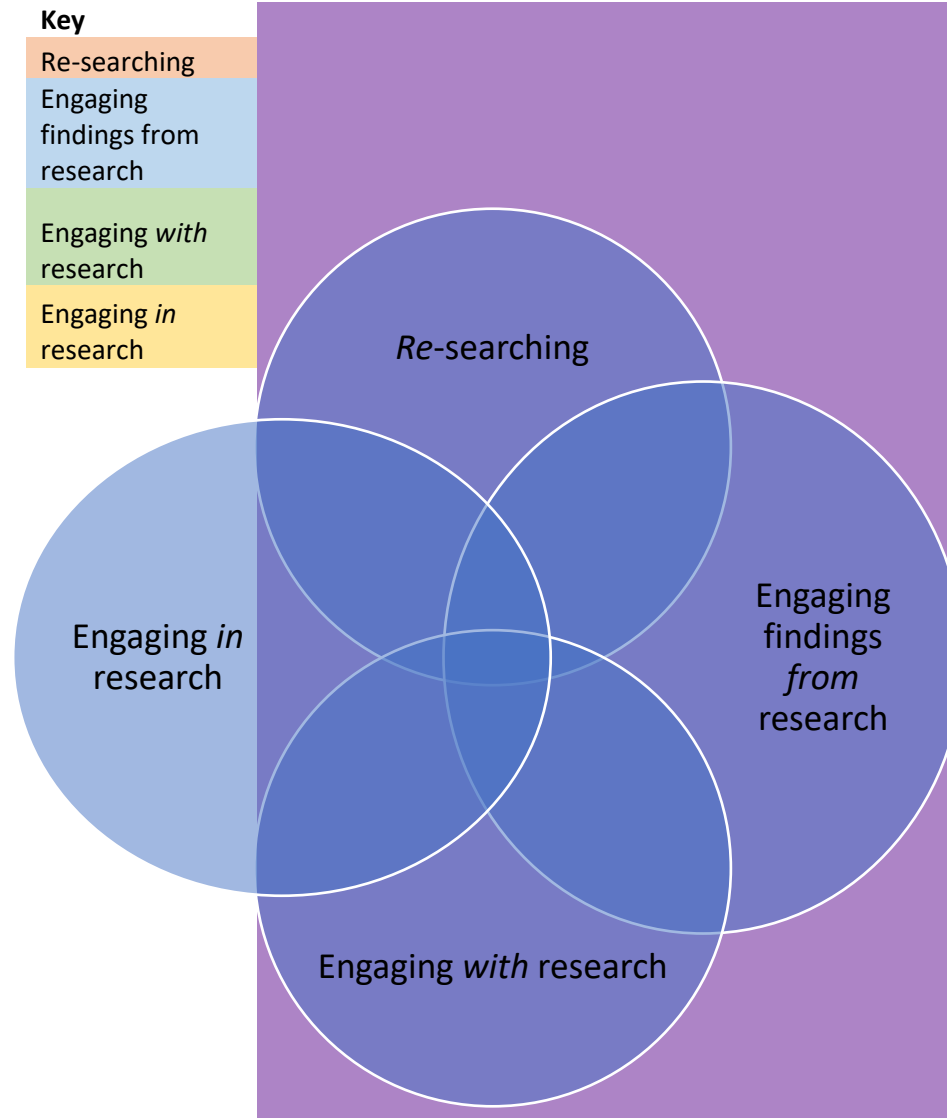 Key
Re-searching
Engaging
findings from
research
Engaging with
research
Engaging in
research
Re-searching
Engaging in
research
Engaging
findings
from
research
Engaging with research